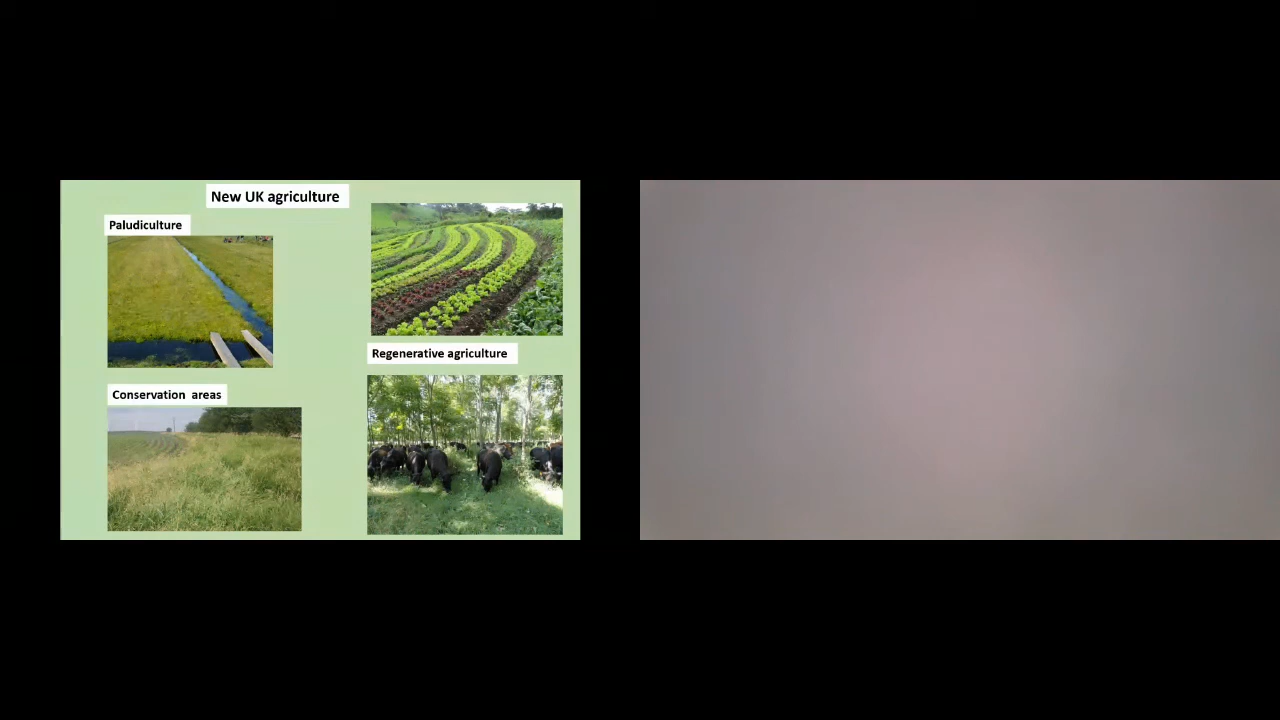 New UK agriculture
Paludiculture
Regenerative agriculture
Conservation areas